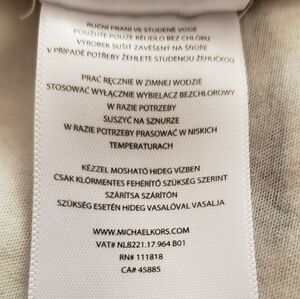 RUČNÍ PRANÍ VE STUDENÉ VODĚ
POUŽIJTE POUZE BĚLIDLO BEZ CHLÓRU
VÝROBEK SUŠIT ZAVĚŠENÝ NA ŠŇŮŘE
V PŘÍPADĚ POTŘEBY ŽEHLETE STUDENOU ŽEHLIČKOU
PRAĆ RĘCZNIE W ZIMNEJ WODZIE
STOSOWAĆ WYŁĄCZNIE WYBIELACZ BEZCHLOROWY
W RAZIE POTRZEBY
SUSZYĆ NA SZNURZE
W RAZIE POTRZEBY PRASOWAĆ W NISKICH
TEMPERATURACH
KÉZZEL MOSHATÓ HIDEG VÍZBEN
CSAK KLÓRMENTES FEHÉRÍTŐ SZÜKSÉG SZERINT
SZÁRÍTSA SZÁRÍTÓN
SZÜKSÉG ESETÉN HIDEG VASALÓVAL VASALJA
WWW.MICHAELKORS.COM
VAT# NL8221.17.964 B01
RN# 111818
CA# 45885